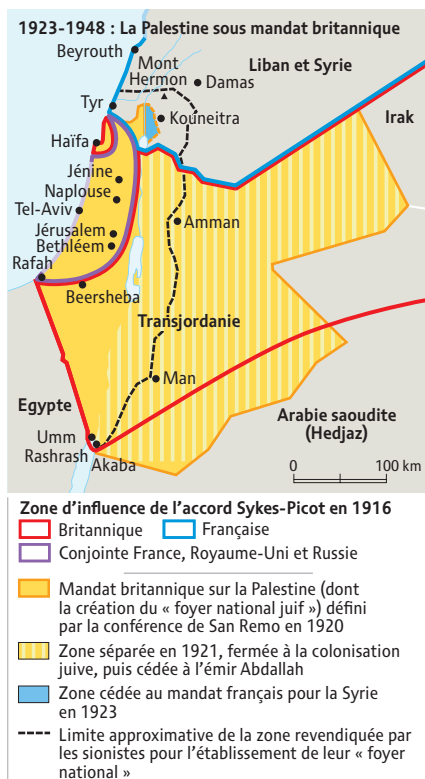 1923-1948 : La Palestine sous mandat britannique
Beyrouth
Mont
Hermon
Damas
Liban et Syrie
Tyr
Kouneitra
Irak
Haïfa
Jénine
Naplouse
Tel-Aviv
Amman
Jérusalem
Bethléem
Rafah
Beersheba
Transjordanie
Man
Egypte
Arabie saoudite
(Hedjaz)
Umm
Rashrash
Akaba
0 100 km
Zone d'influence de l'accord Sykes-Picot en 1916
Britannique Française
Conjointe France, Royaume-Uni et Russie
Mandat britannique sur la Palestine (dont
la création du « foyer national juif ») défini
par la conférence de San Remo en 1920
Zone séparée en 1921, fermée à la colonisation
juive, puis cédée à l'émir Abdallah
Zone cédée au mandat français pour la Syrie
en 1923
Limite approximative de la zone revendiquée par
les sionistes pour l'établissement de leur « foyer
national »